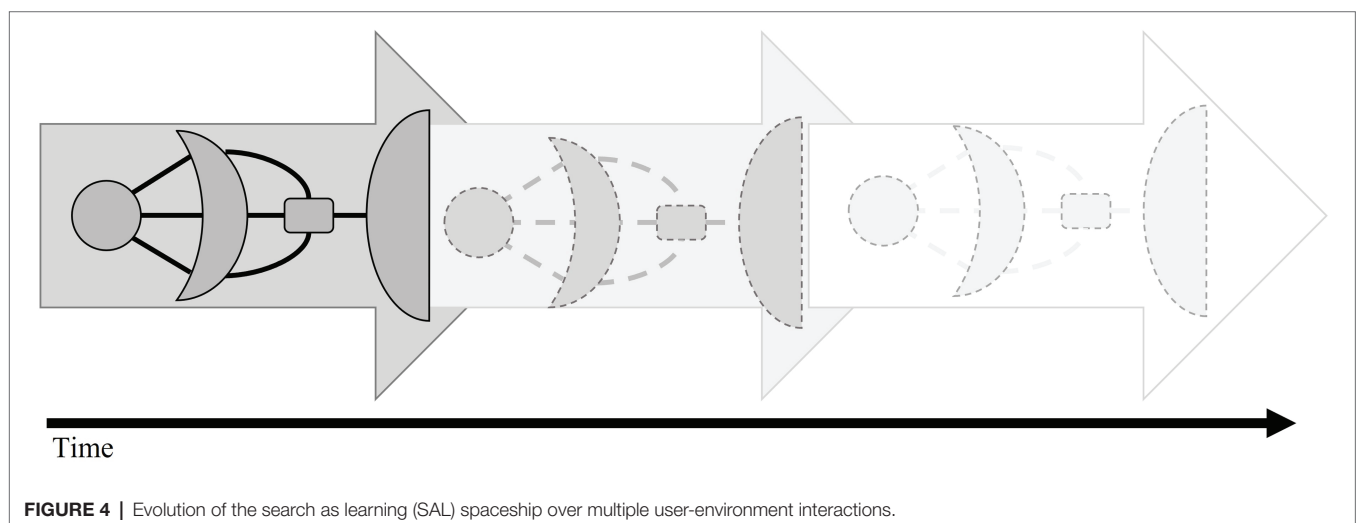 Time
FIGURE 4 | Evolution of the search as learning (SAL) spaceship over multiple user-environment interactions.